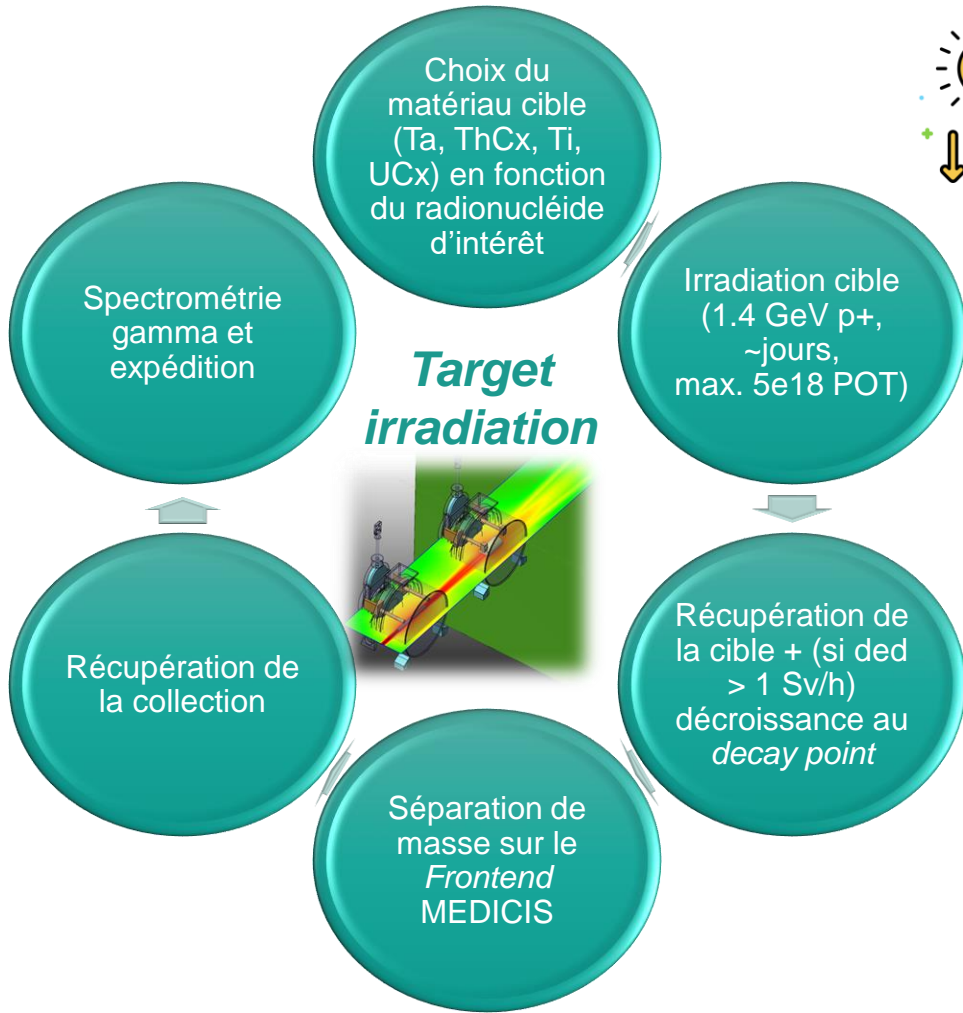 Choix du
matëriau cible
(Ta, ThCx, Ti,
UCx) en fonction
du radionucléide
d’intérêt
Irradiation cible
(1.4 GeV p+,
~jours,
max. 5e18 POT)
Récupération de
la cible + (si ded
> 1 Sv/h)
décroissance au
decay point
Séparation de
masse sur le
Frontend
MEDICIS
Récupération de
la collection
Spectrométrie
gamma et
expédition
Target
irradiation